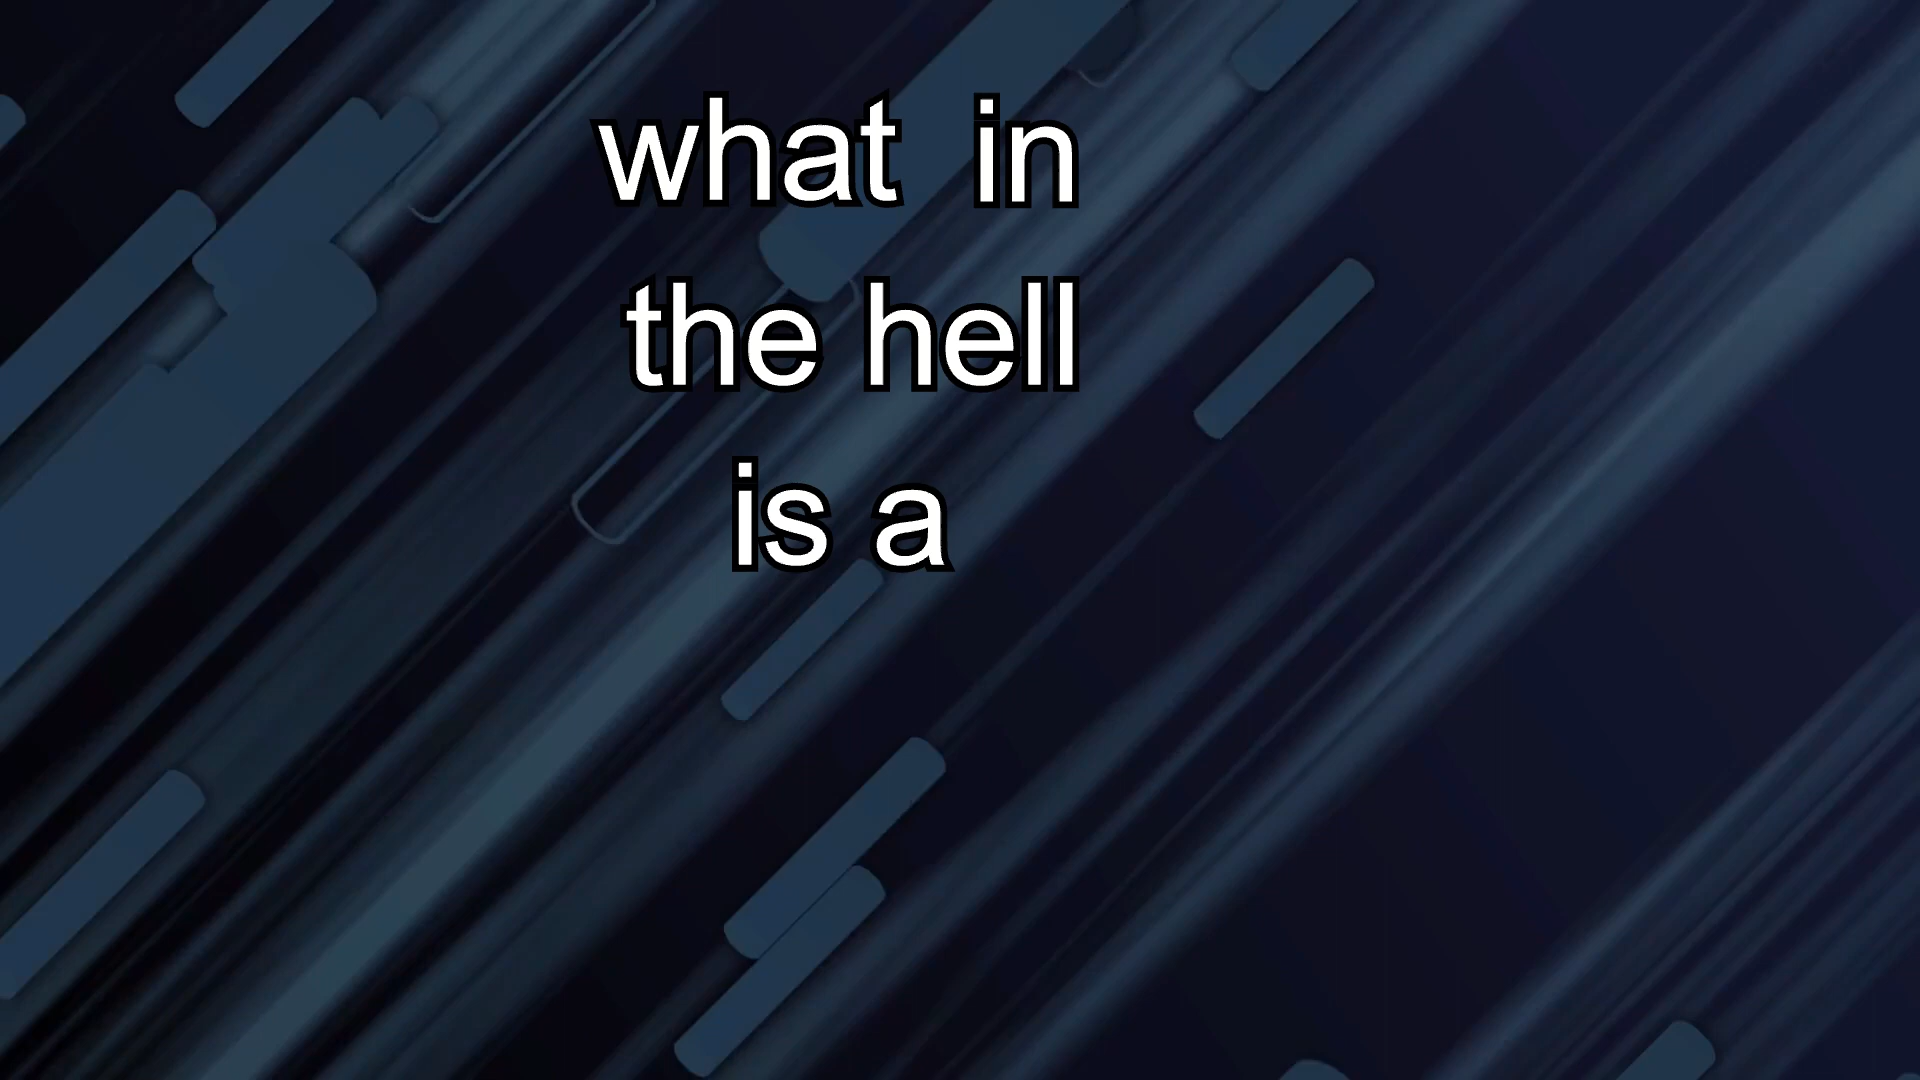 what  in
the hell
is a